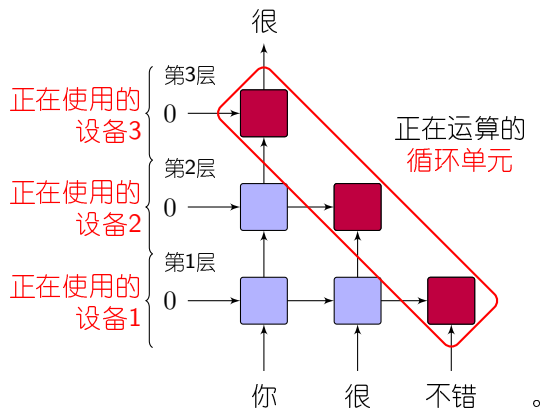 很
第3层
正在使用的
设备3
0
正在运算的
循环单元
第2层
正在使用的
设备2
0
第1层
正在使用的
设备1
0
你 很 不错 。